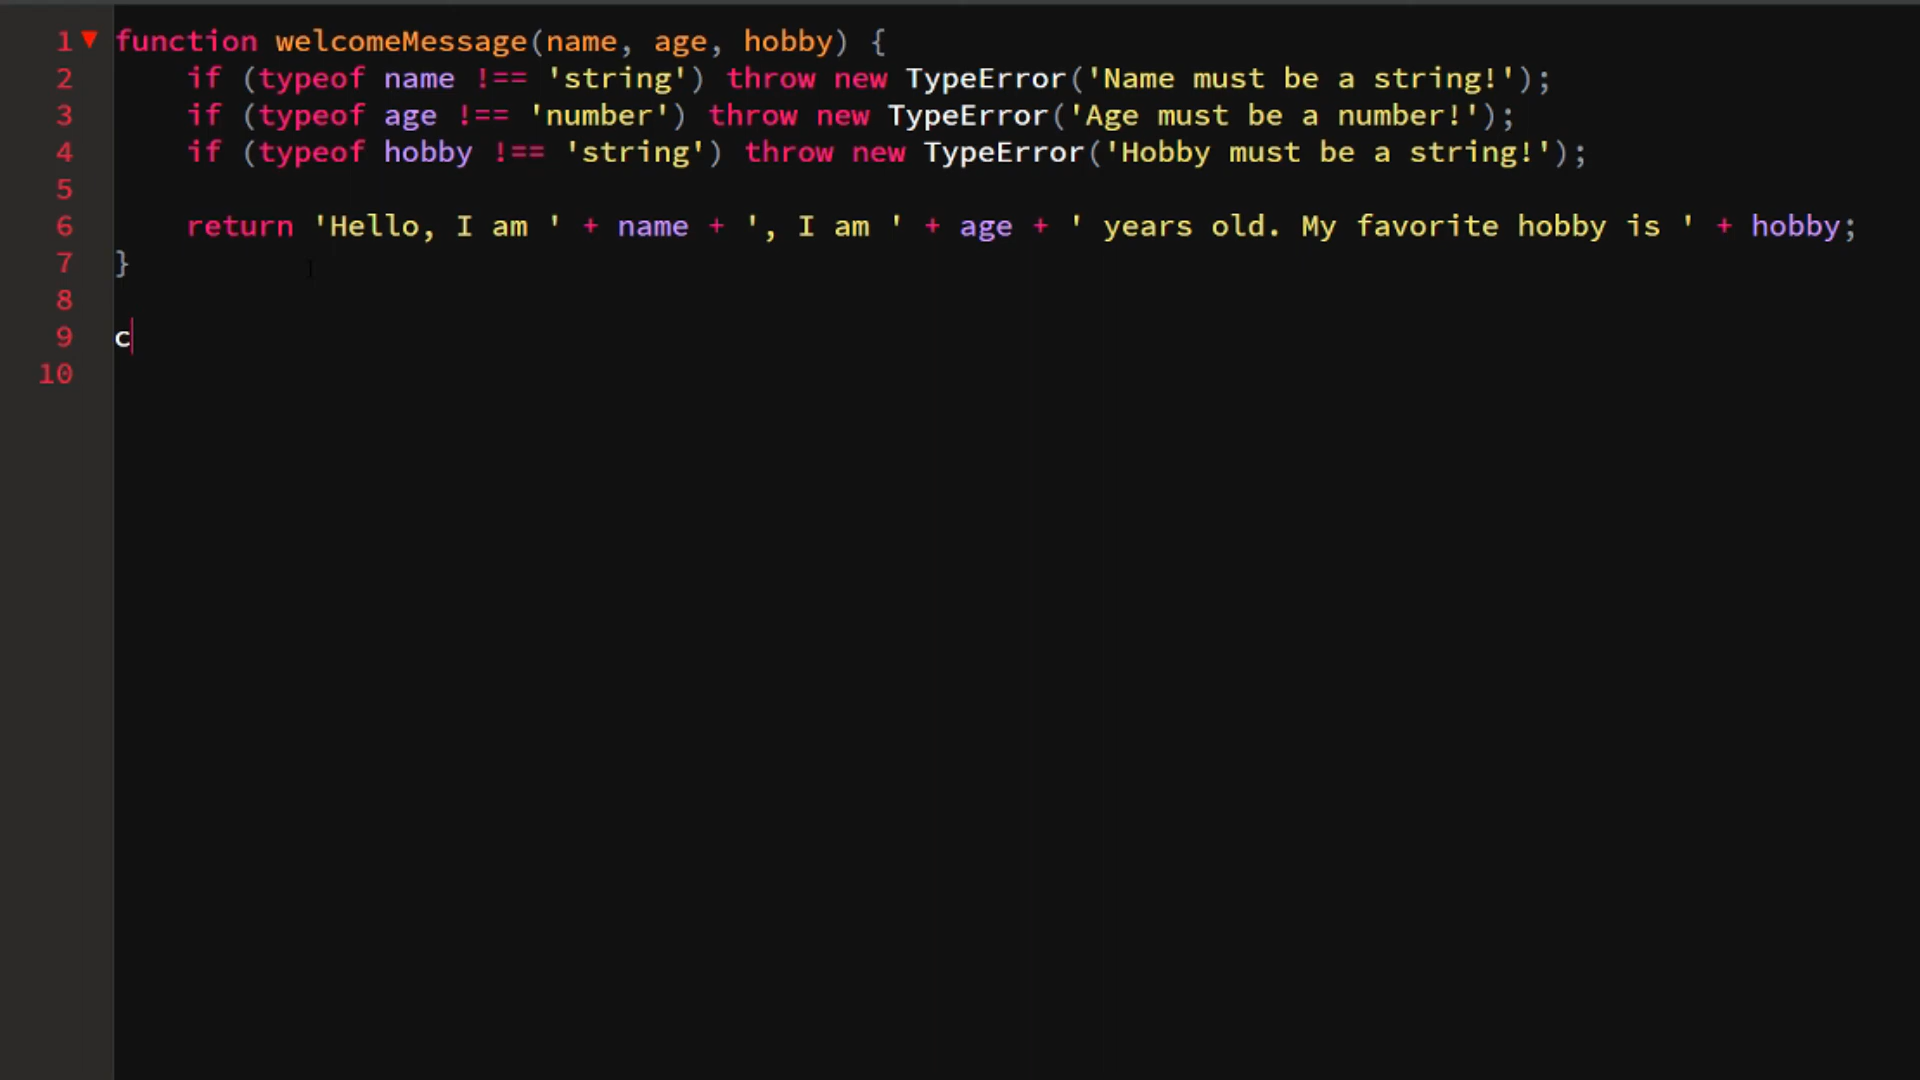 1 function welcomeMessage(name, age, hobby) {
2 if (typeof name !== 'string') throw new TypeError('Name must be a string!');
3 if (typeof age !== 'number') throw new TypeError('Age must be a number!');
4 if (typeof hobby !== 'string') throw new TypeError('Hobby must be a string!');
5
6 return 'Hello, I am ' + name + ', I am ' + age + ' years old. My favorite hobby is ' + hobby;
7 }
8
9 c
10